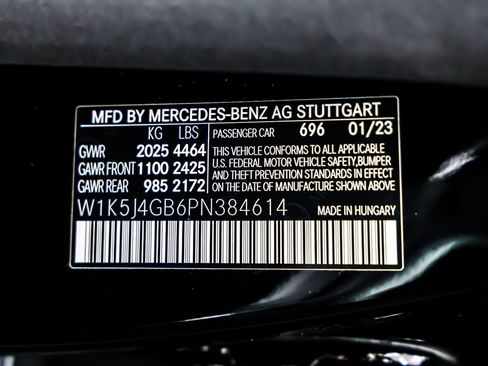 MFD BY MERCEDES-BENZ AG STUTTGART
KG LBS PASSENGER CAR 696 01/23
GVWR 2025 4464 THIS VEHICLE CONFORMS TO ALL APPLICABLE
GAWR FRONT 1100 2425 U.S. FEDERAL MOTOR VEHICLE SAFETY, BUMPER
GAWR REAR 985 2172 AND THEFT PREVENTION STANDARDS IN EFFECT
ON THE DATE OF MANUFACTURE SHOWN ABOVE
W1K5J4GB6PN384614 MADE IN HUNGARY